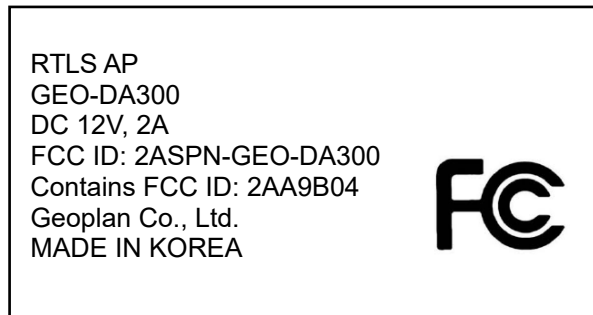 RTLS AP
GEO-DA300
DC 12V, 2A
FCC ID: 2ASPN-GEO-DA300
Contains FCC ID: 2AA9B04
Geoplan Co., Ltd.
MADE IN KOREA
FC